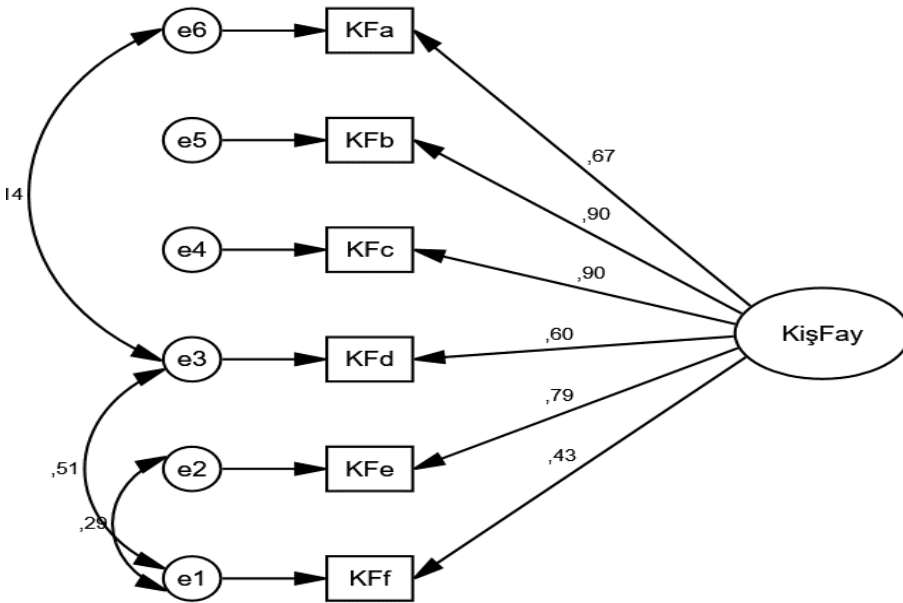 e6
KFa
,67
e5
KFb
,90
e4
KFc
,90
14
KişFay
e3
KFd
,60
,79
e2
KFe
,51
,43
,29
e1
KFf